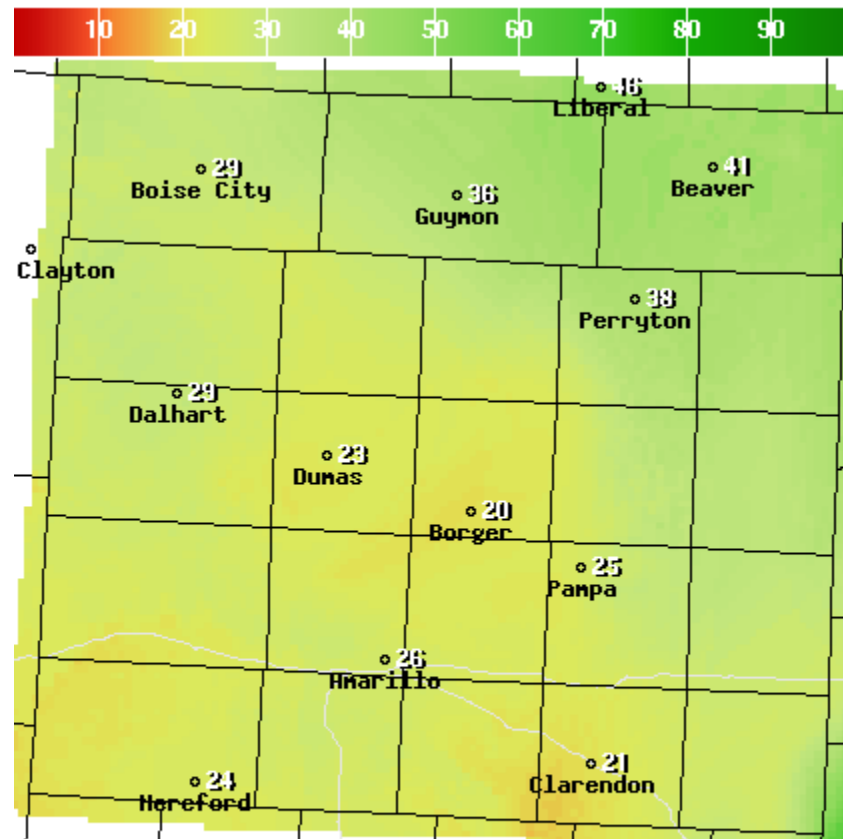 10 20 30 40 50 60 70 80 90
46
Liberal
29
Boise City
41
Beaver
36
Guymon
Clayton
38
Perryton
29
Dalhart
23
Dumas
20
Borger
25
Pampa
26
Amarillo
21
Clarendon
24
Hereford